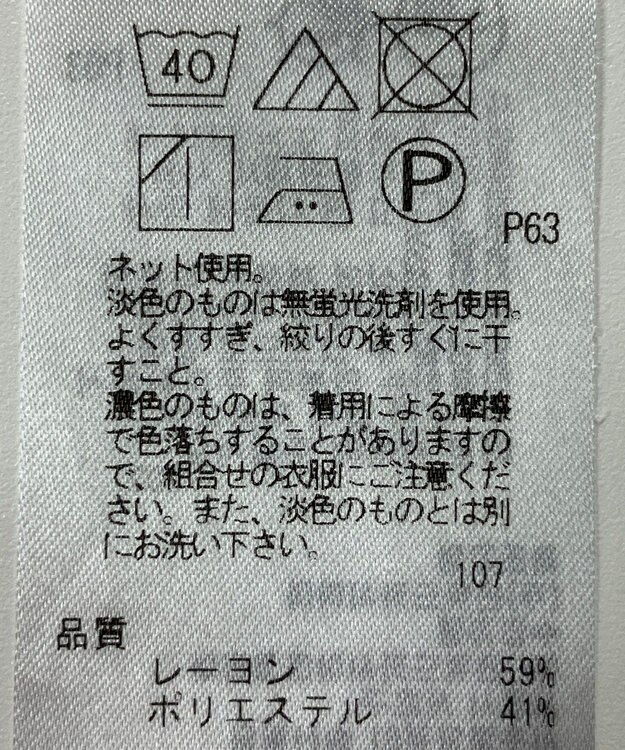 40
P
P63
ネット使用。
淡色のものは無蛍光洗剤を使用。
よくすすぎ、絞りの後すぐに干
すこと。
濃色のものは、着用による摩擦
で色落ちすることがありますの
で、組合せの衣服にご注意くだ
さい。また、淡色のものとは別
にお洗い下さい。
107
品質
レーヨン 59%
ポリエステル 41%